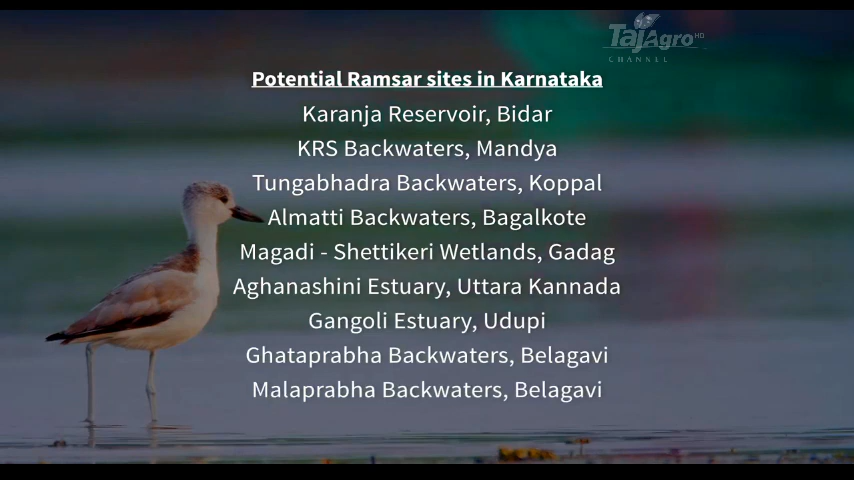 TajAgro HD
CHANNEL
Potential Ramsar sites in Karnataka
Karanja Reservoir, Bidar
KRS Backwaters, Mandya
Tungabhadra Backwaters, Koppal
Almatti Backwaters, Bagalkote
Magadi - Shettikeri Wetlands, Gadag
Aghanashini Estuary, Uttara Kannada
Gangoli Estuary, Udupi
Ghataprabha Backwaters, Belagavi
Malaprabha Backwaters, Belagavi